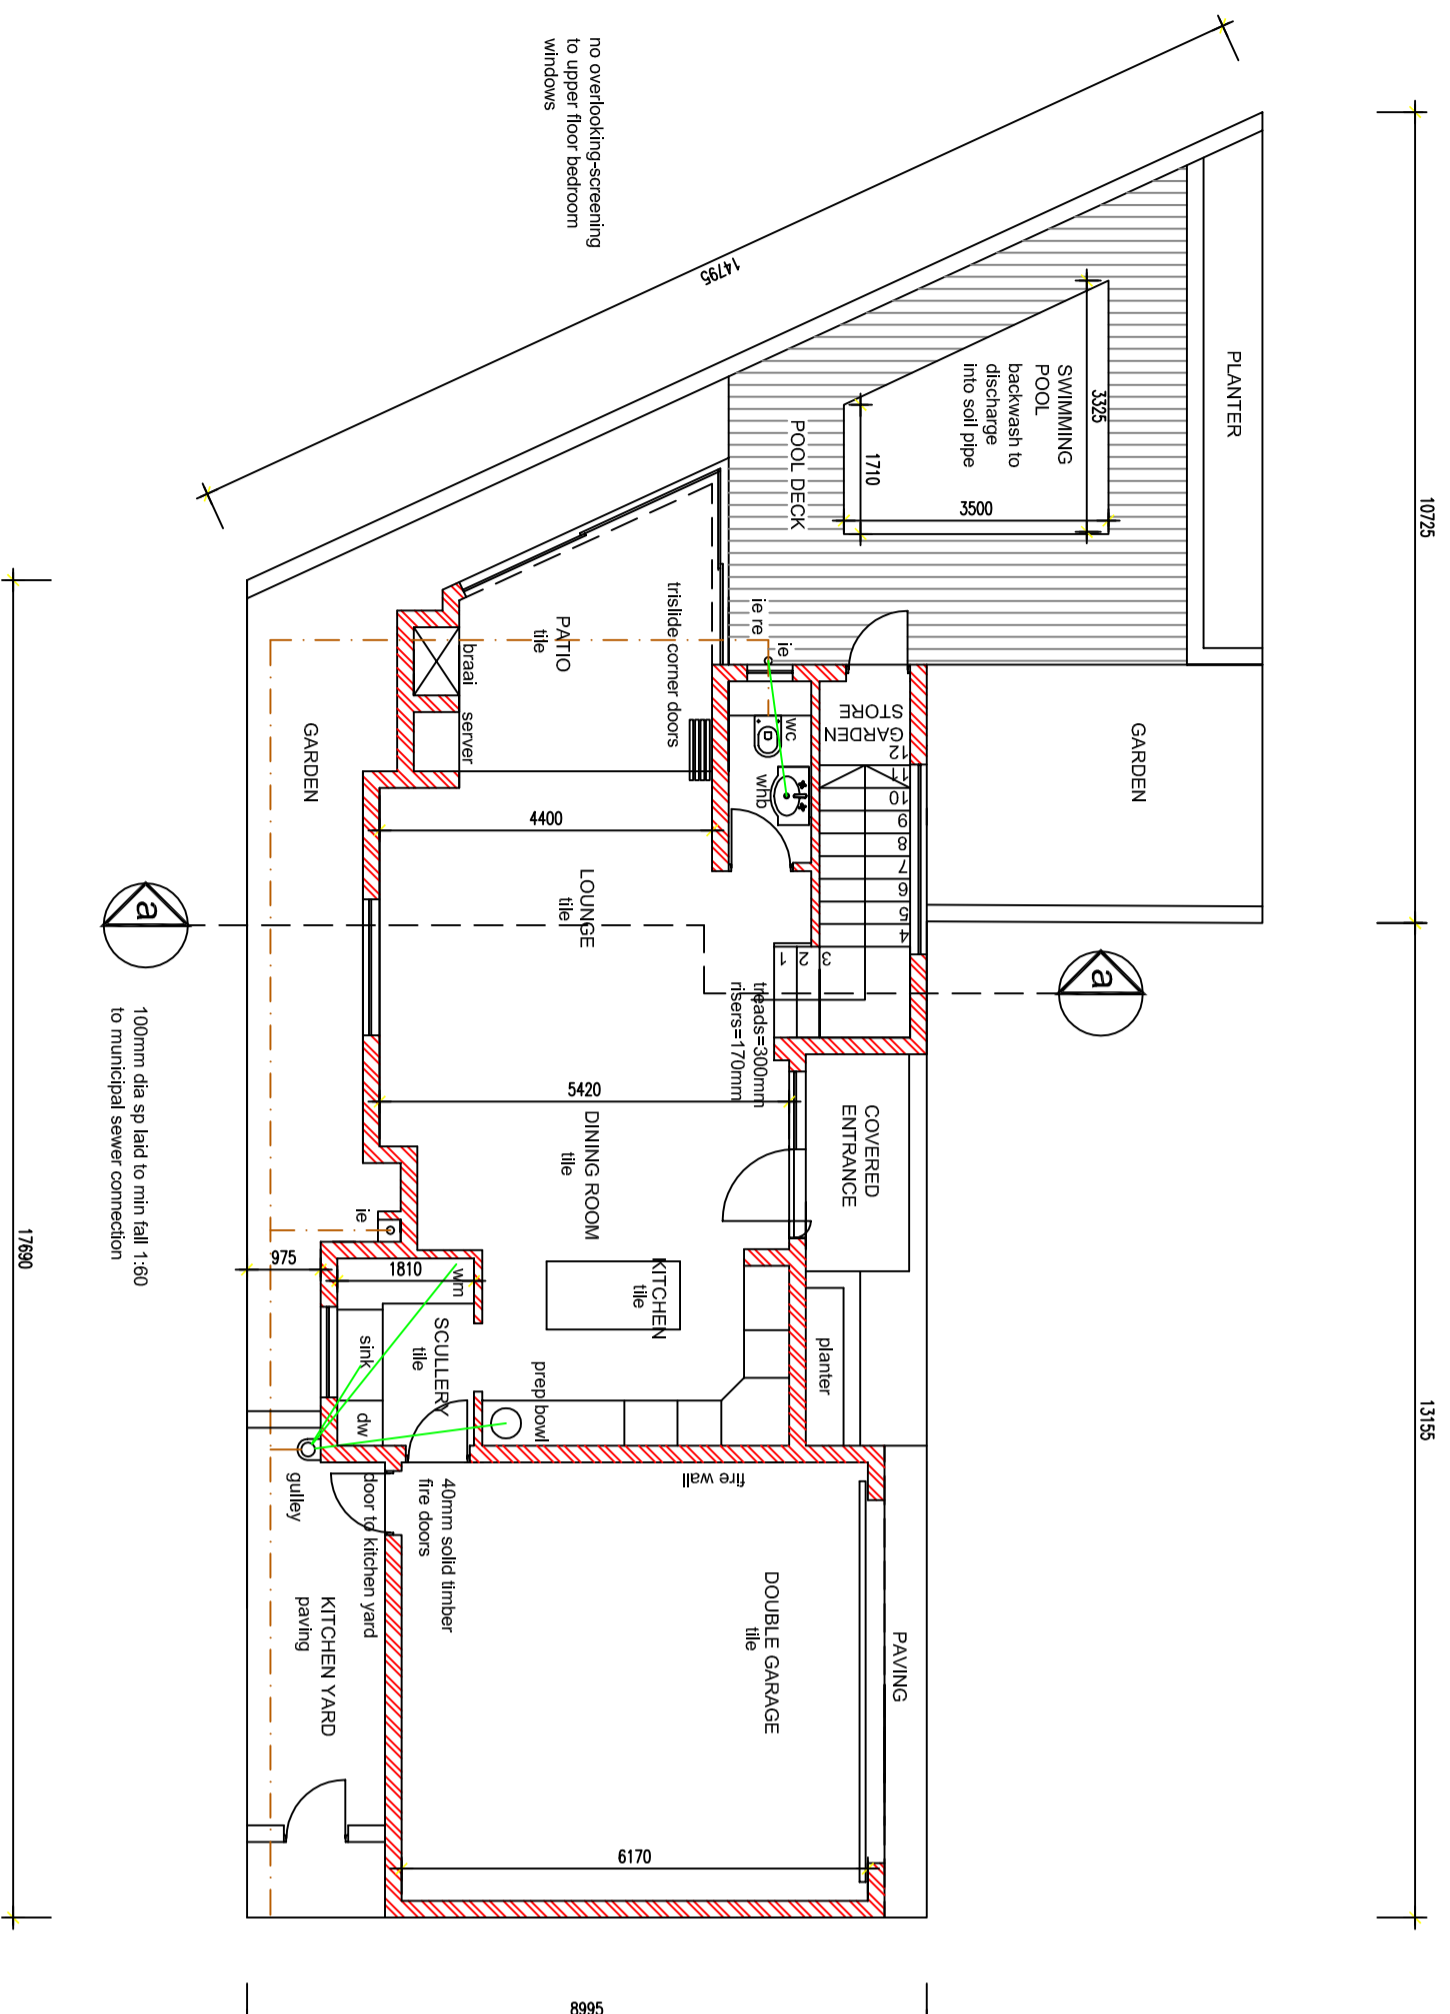 10725
13155
PLANTER
GARDEN
3325
SWIMMING
POOL
backwash to
discharge
into soil pipe
3500
1710
POOL DECK
14795
no overlooking-screening
to upper floor bedroom
windows
a
PAVING
GARDEN
STORE
12
11
10
9
8
7
6
5
4
3
2
1
COVERED
ENTRANCE
planter
wc
whb
ie re
ie
treads=300mm
risers=170mm
trislide corner doors
PATIO
tile
braai
server
4400
LOUNGE
tile
5420
DINING ROOM
tile
KITCHEN
tile
prep bowl
fire wall
DOUBLE GARAGE
tile
6170
SCULLERY
tile
wm
1810
sink
dw
40mm solid timber
fire doors
door to kitchen yard
ie
975
gulley
GARDEN
KITCHEN YARD
paving
a
100mm dia sp laid to min fall 1:60
to municipal sewer connection
17690
8995